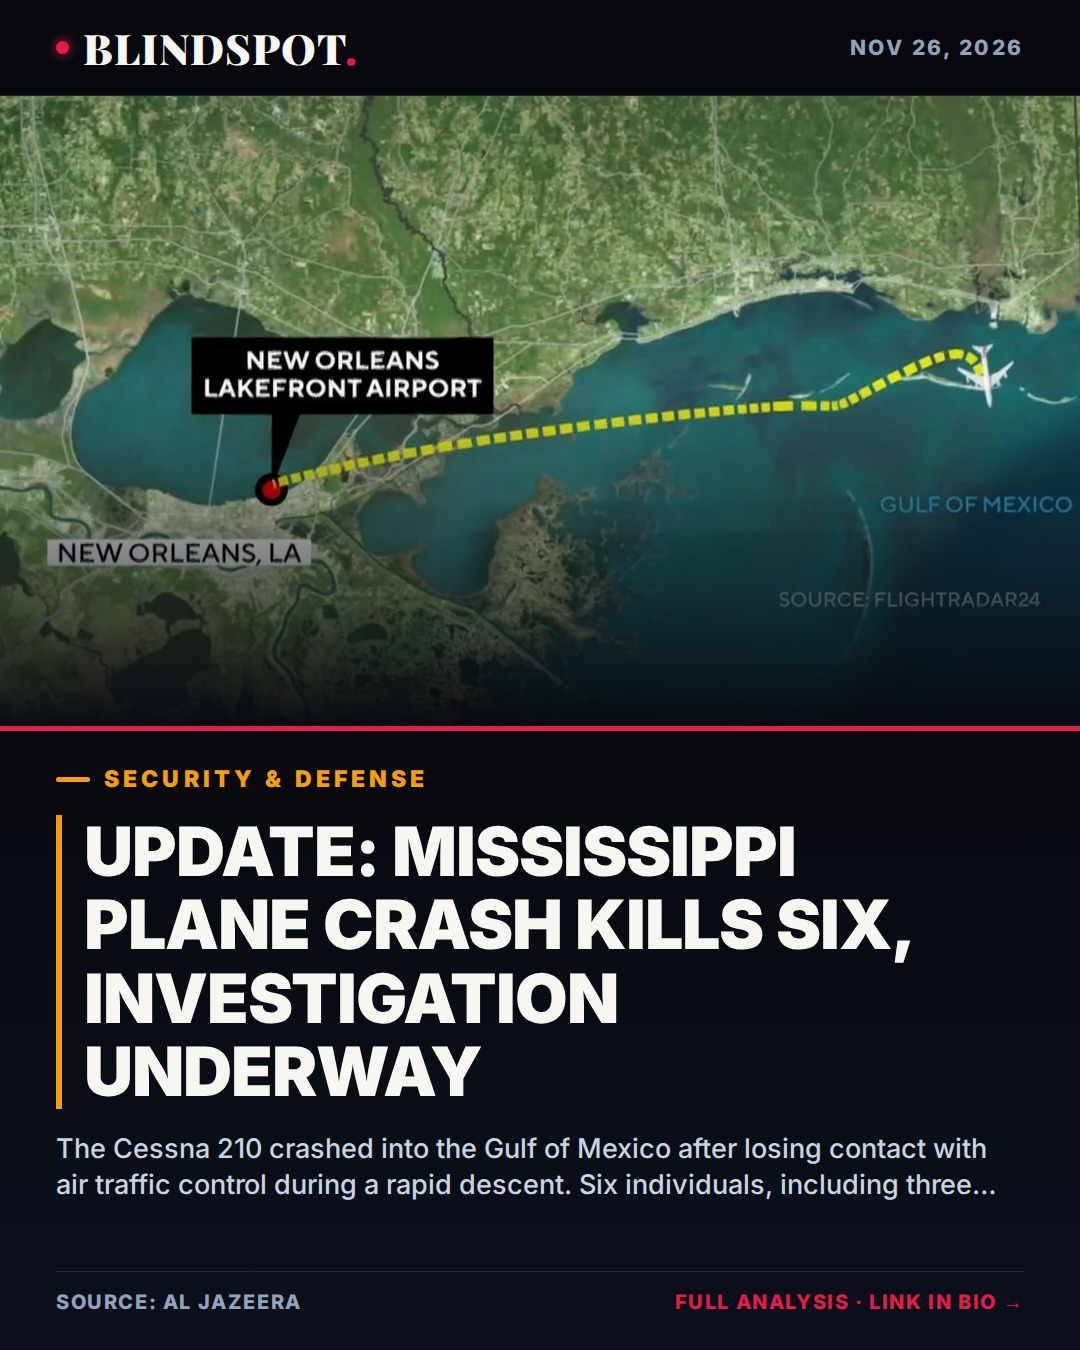 BLINDSPOT.
NOV 26, 2026
NEW ORLEANS
LAKEFRONT AIRPORT
GULF OF MEXICO
NEW ORLEANS, LA
SOURCE: FLIGHTRADAR24
SECURITY & DEFENSE
UPDATE: MISSISSIPPI
PLANE CRASH KILLS SIX,
INVESTIGATION
UNDERWAY
The Cessna 210 crashed into the Gulf of Mexico after losing contact with
air traffic control during a rapid descent. Six individuals, including three...
SOURCE: AL JAZEERA
FULL ANALYSIS · LINK IN BIO →